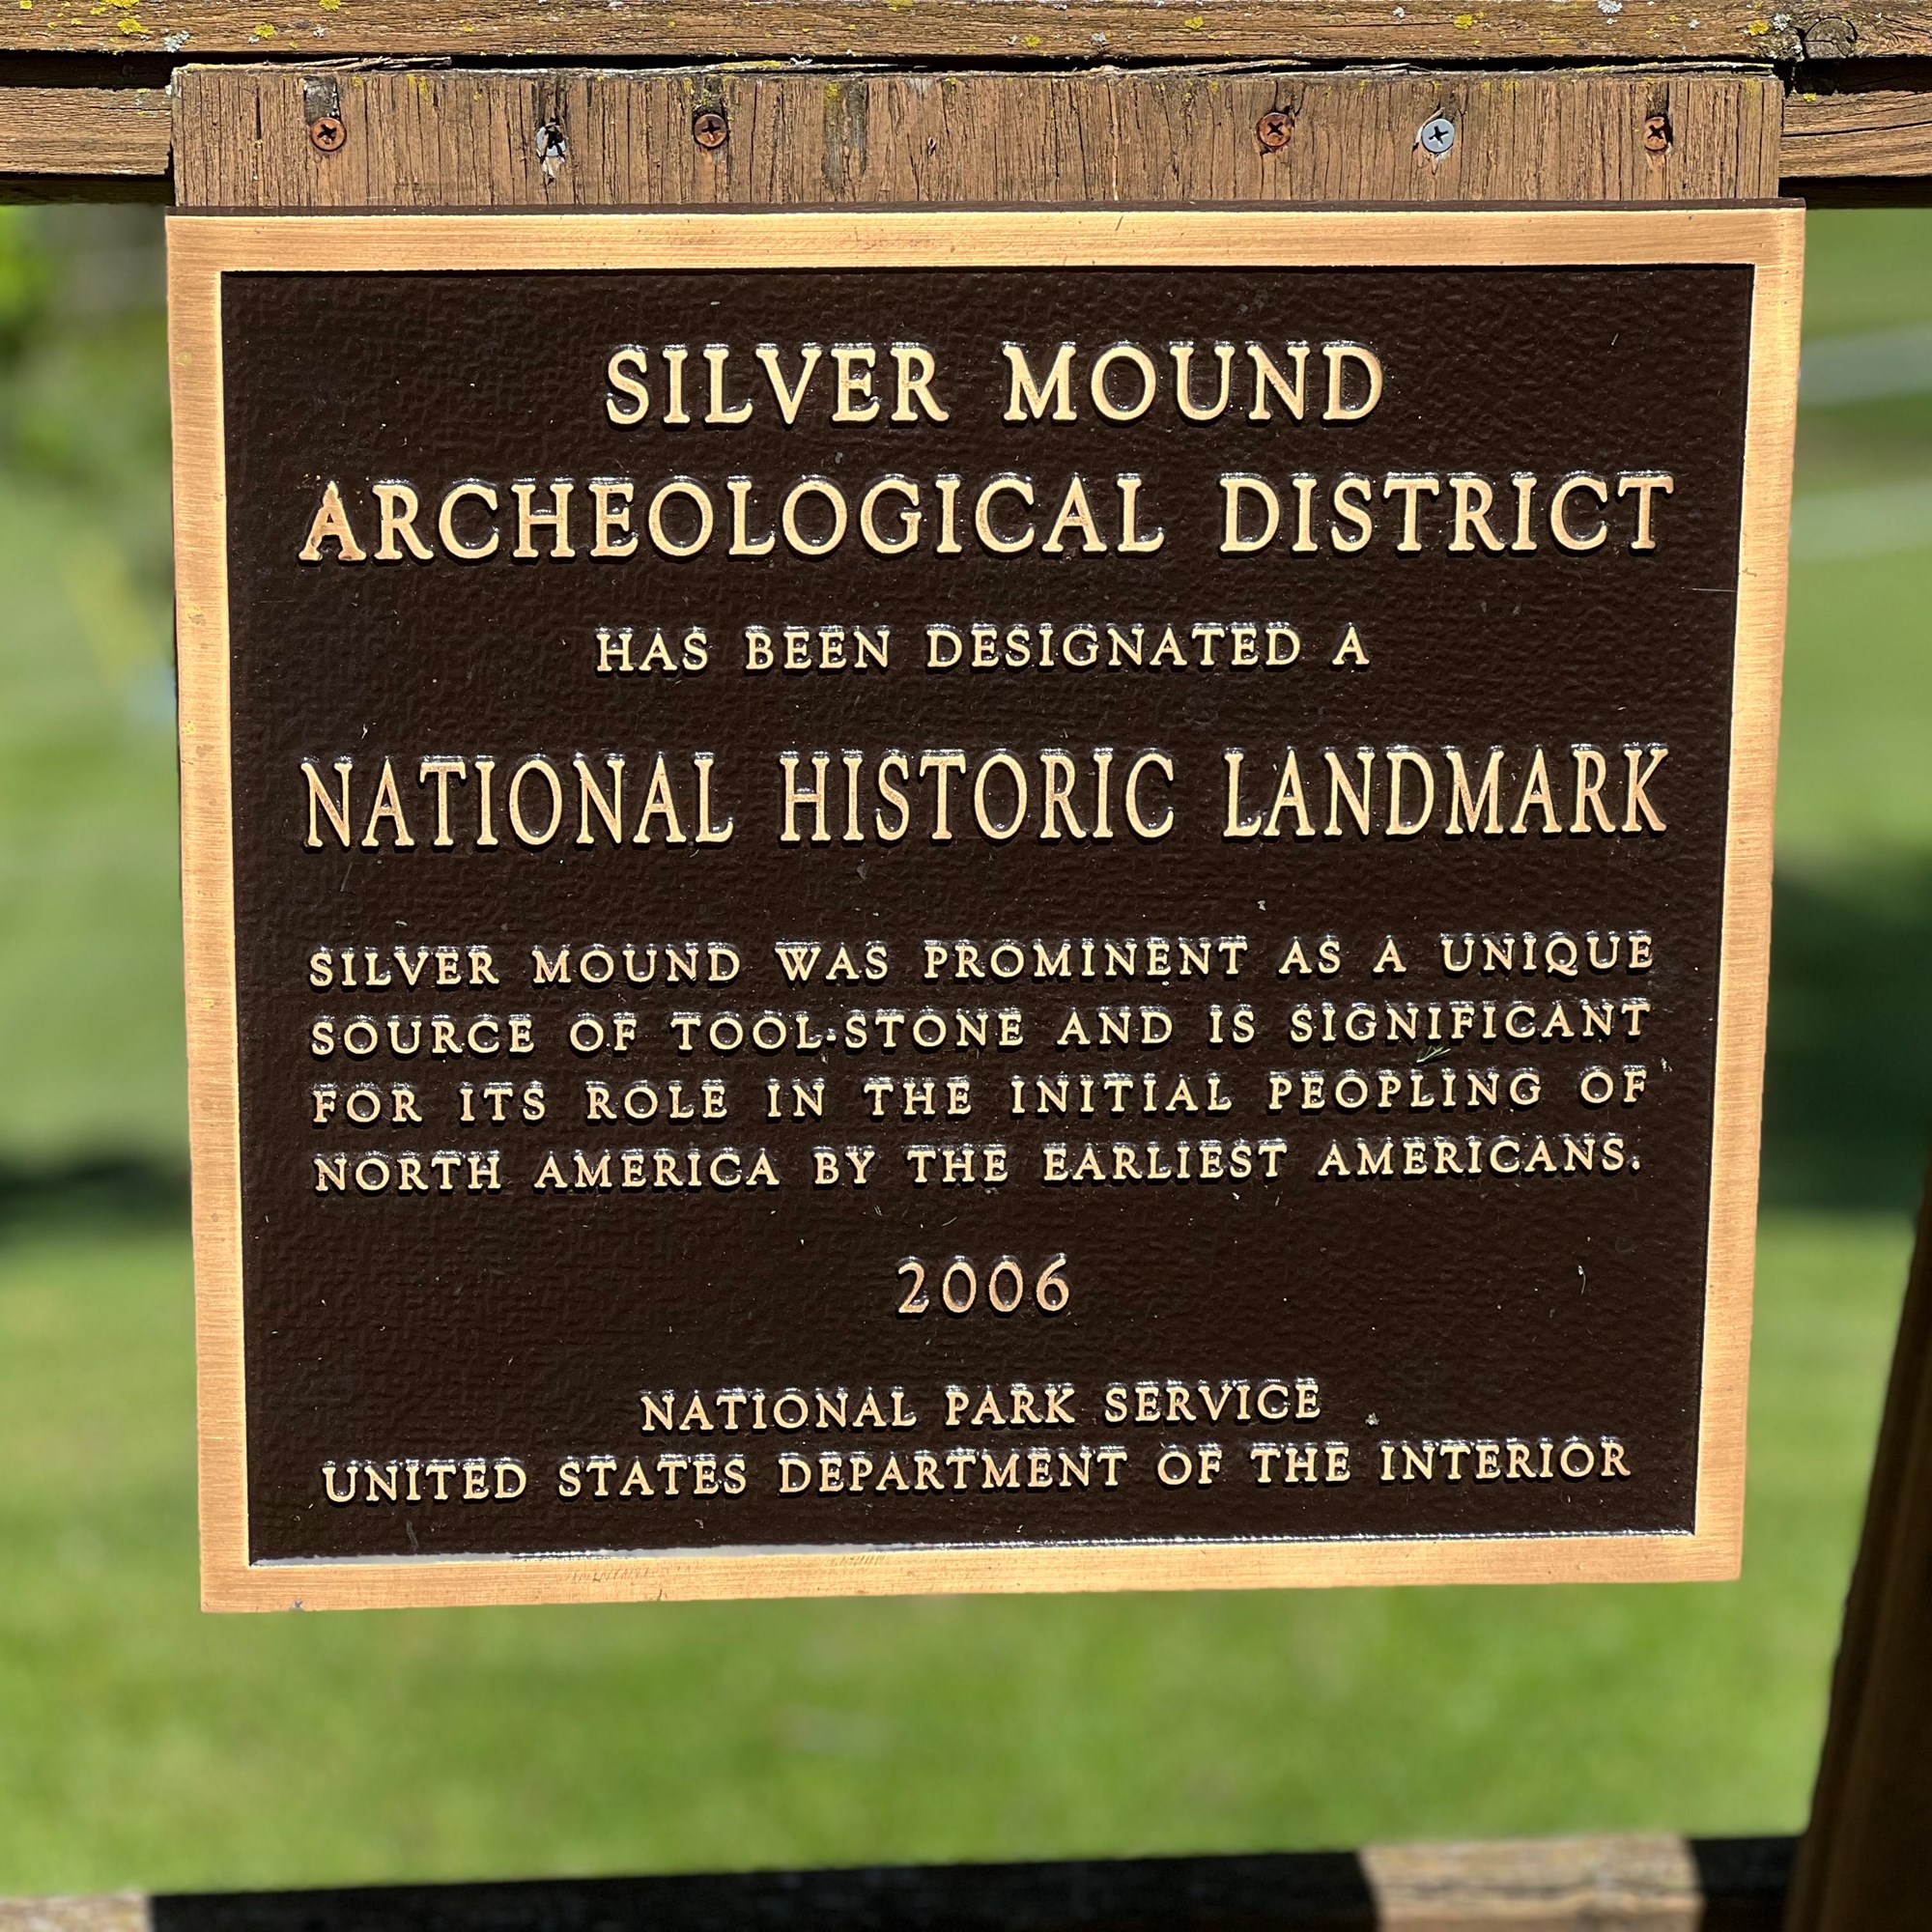 SILVER MOUND
ARCHEOLOGICAL DISTRICT
HAS BEEN DESIGNATED A
NATIONAL HISTORIC LANDMARK
SILVER MOUND WAS PROMINENT AS A UNIQUE
SOURCE OF TOOL-STONE AND IS SIGNIFICANT
FOR ITS ROLE IN THE INITIAL PEOPLING OF
NORTH AMERICA BY THE EARLIEST AMERICANS.
2006
NATIONAL PARK SERVICE
UNITED STATES DEPARTMENT OF THE INTERIOR